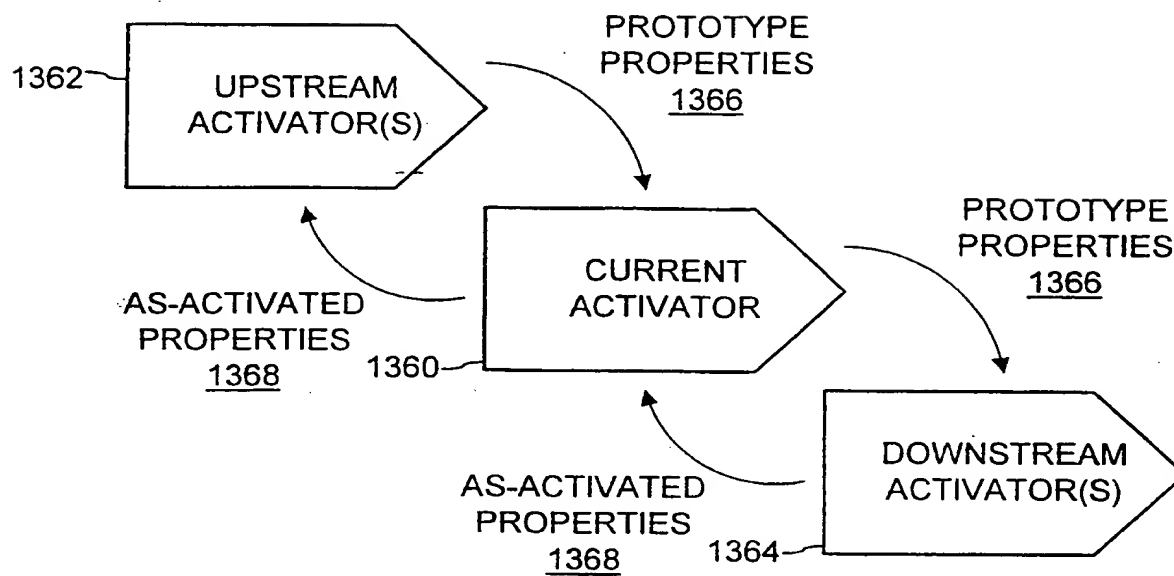 PROTOTYPE
PROPERTIES
1366
1362
UPSTREAM
ACTIVATOR(S)
PROTOTYPE
PROPERTIES
1366
CURRENT
ACTIVATOR
AS-ACTIVATED
PROPERTIES
1368
1360
DOWNSTREAM
ACTIVATOR(S)
AS-ACTIVATED
PROPERTIES
1368
1364